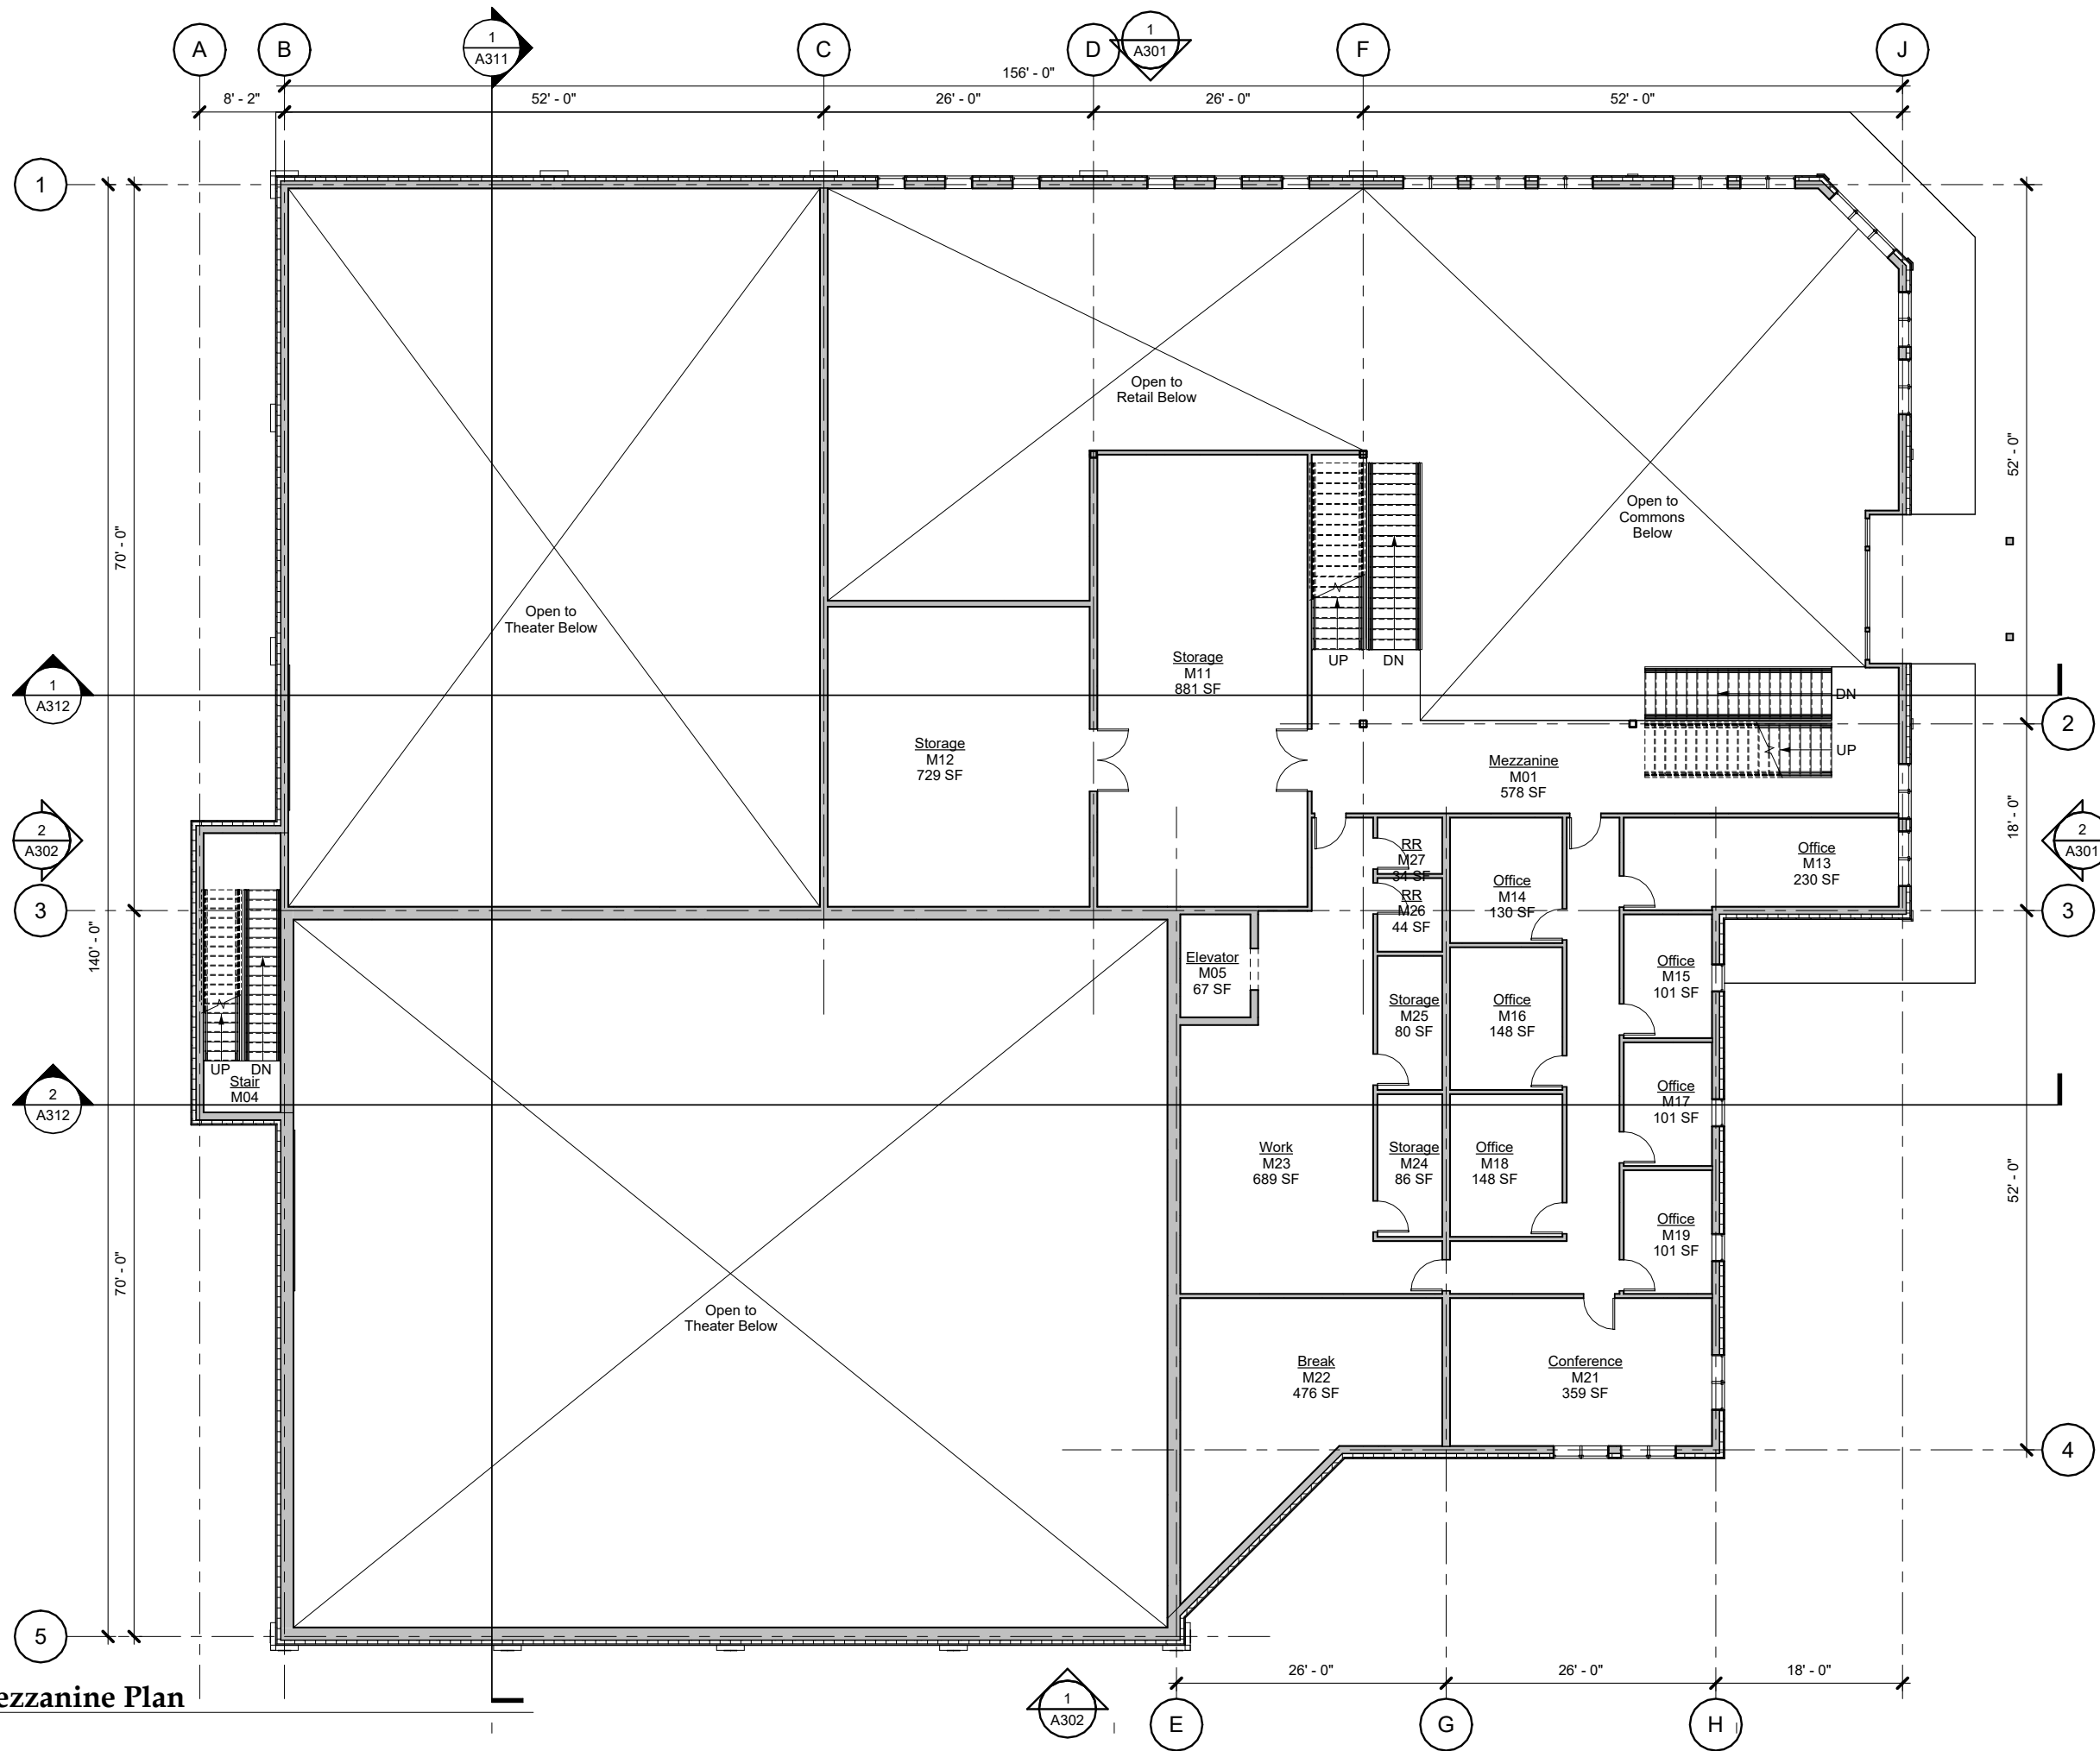 A
B
1
A311
C
D
1
A301
F
J
156' - 0"
8' - 2"
52' - 0"
26' - 0"
26' - 0"
52' - 0"
1
Open to
Retail Below
52' - 0"
Open to
Commons
Below
70' - 0"
Open to
Theater Below
Storage
M11
881 SF
UP
DN
1
A312
DN
2
Storage
M12
729 SF
Mezzanine
M01
578 SF
UP
2
A302
18' - 0"
2
A301
RR
M27
34 SF
Office
M13
230 SF
Office
M14
130 SF
RR
M26
44 SF
3
3
140' - 0"
Elevator
M05
67 SF
Office
M15
101 SF
Storage
M25
80 SF
Office
M16
148 SF
UP
DN
Stair
M04
2
A312
Office
M17
101 SF
Work
M23
689 SF
Storage
M24
86 SF
Office
M18
148 SF
52' - 0"
Office
M19
101 SF
70' - 0"
Open to
Theater Below
Break
M22
476 SF
Conference
M21
359 SF
4
5
26' - 0"
26' - 0"
18' - 0"
ezzanine Plan
1
A302
E
G
H